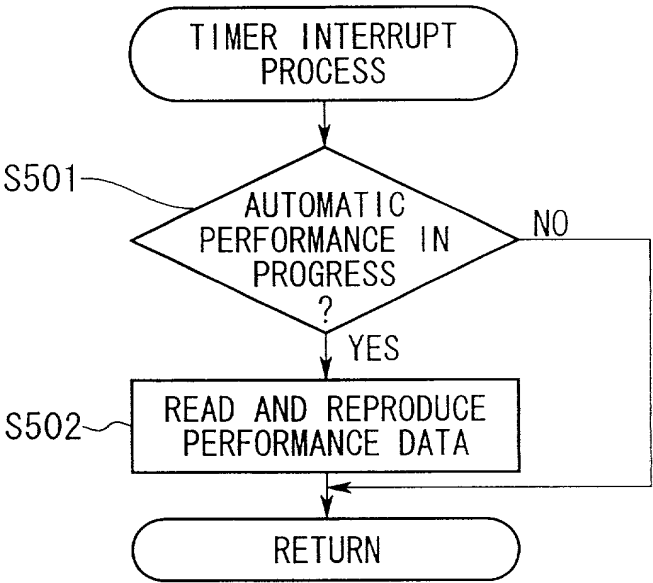 TIMER INTERRUPT
PROCESS
S501
AUTOMATIC
PERFORMANCE IN
PROGRESS
?
NO
YES
S502
READ AND REPRODUCE
PERFORMANCE DATA
RETURN